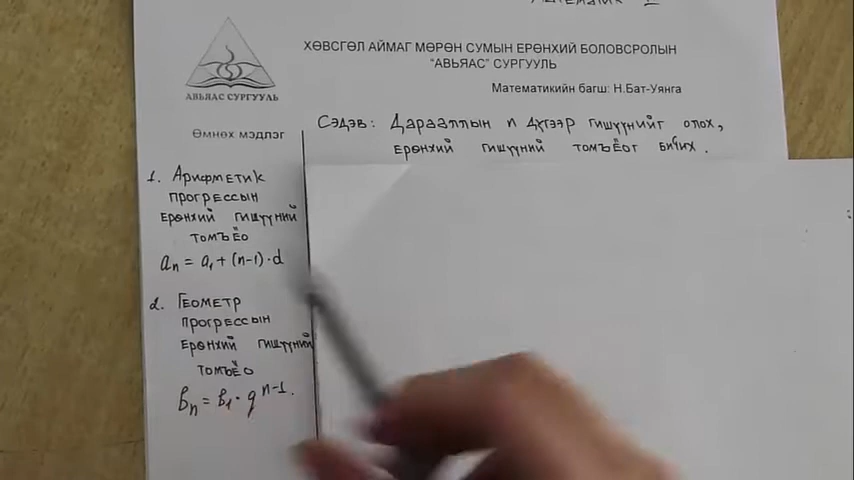 ХӨВСГӨЛ АЙМАГ МӨРӨН СУМЫН ЕРӨНХИЙ БОЛОВСРОЛЫН
"АВЬЯАС" СУРГУУЛЬ
АВЬЯАС СУРГУУЛЬ
Математикийн багш: Н.Бат-Уянга
Сэдэв: Дарааллын n дүгээр гишүүнийг олох,
ерөнхий гишүүний томъёог бичих.
Өмнөх мэдлэг
1. Арифметик
прогрессын
ерөнхий гишүүний
томъёо
aₙ = a₁ + (n-1)·d
2. Геометр
прогрессын
ерөнхий гишүүний
томъёо
bₙ = b₁ · qⁿ⁻¹.